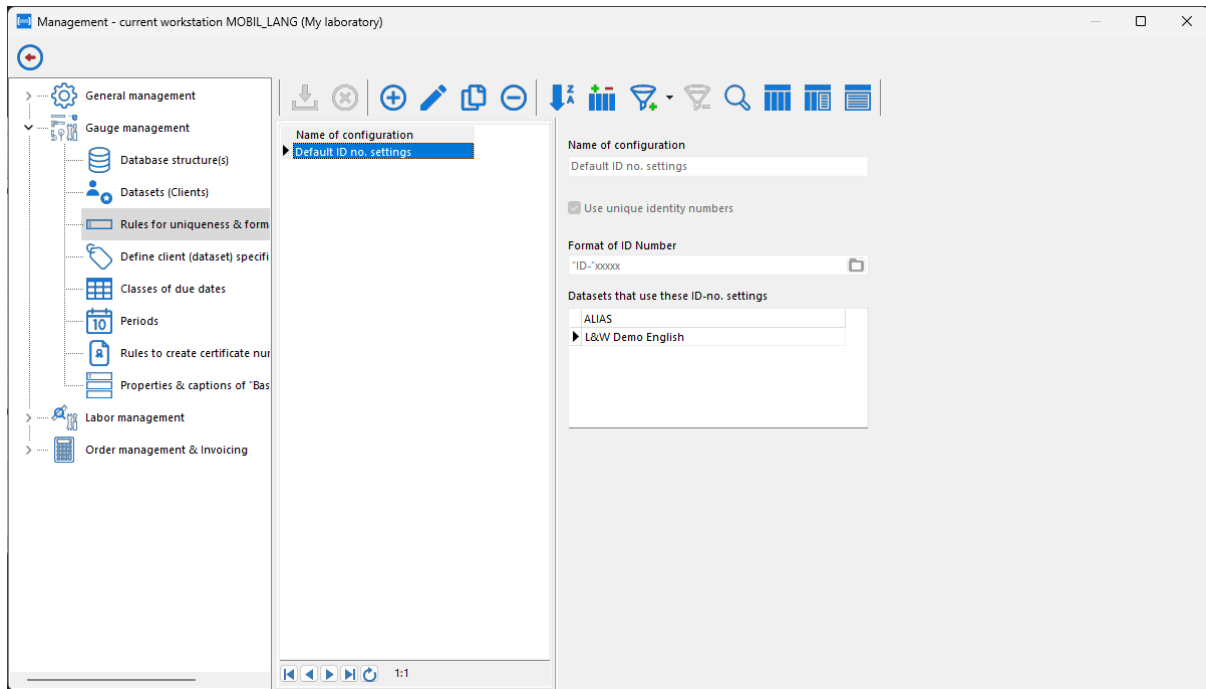 Management - current workstation MOBIL_LANG (My laboratory)
General management
Gauge management
Database structure(s)
Datasets (Clients)
Rules for uniqueness & form
Define client (dataset) specifi
Classes of due dates
10
Periods
Rules to create certificate nur
Properties & captions of "Bas
Labor management
Order management & Invoicing
Z
A
Name of configuration
Default ID no. settings
1:1
Name of configuration
Default ID no. settings
Use unique identity numbers
Format of ID Number
"ID-"xxxxx
Datasets that use these ID-no. settings
ALIAS
L&W Demo English